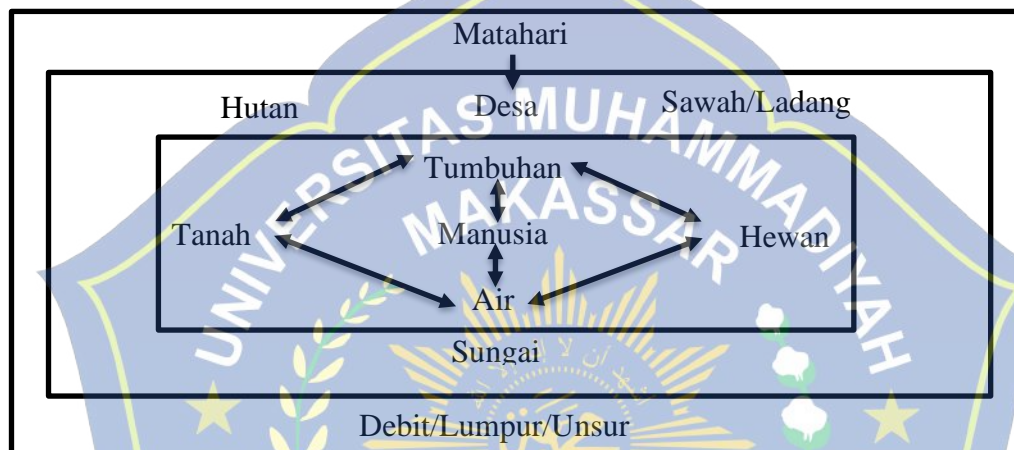 Matahari
Hutan Desa Sawah/Ladang
Tumbuhan
Tanah Manusia Hewan
Air
Sungai
Debit/Lumpur/Unsur
UNIVERSITAS MUHAMMADIYAH
MAKASSAR